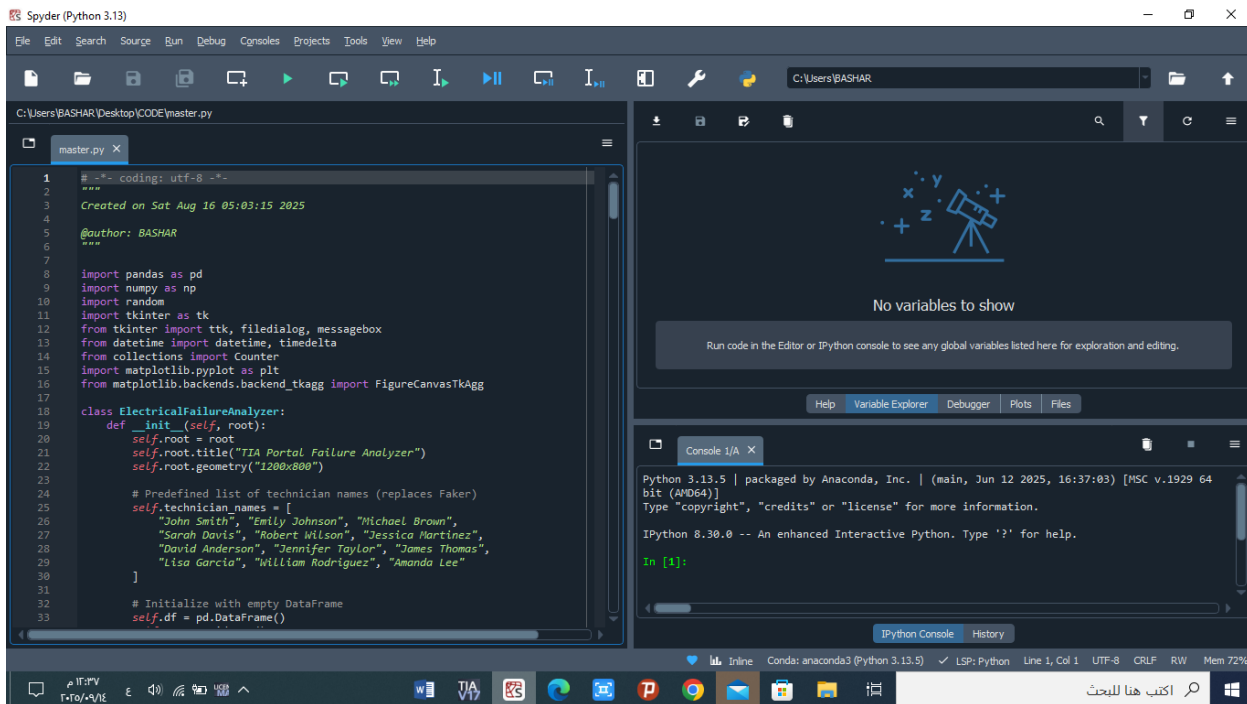 Spyder (Python 3.13)
File Edit Search Source Run Debug Consoles Projects Tools View Help
C:\Users\BASHAR
C:\Users\BASHAR\Desktop\CODE\master.py
master.py
1 # -*- coding: utf-8 -*-
2 """
3 Created on Sat Aug 16 05:03:15 2025
4
5 @author: BASHAR
6 """
7
8 import pandas as pd
9 import numpy as np
10 import random
11 import tkinter as tk
12 from tkinter import ttk, filedialog, messagebox
13 from datetime import datetime, timedelta
14 from collections import Counter
15 import matplotlib.pyplot as plt
16 from matplotlib.backends.backend_tkagg import FigureCanvasTkAgg
17
18 class ElectricalFailureAnalyzer:
19 def __init__(self, root):
20 self.root = root
21 self.root.title("TIA Portal Failure Analyzer")
22 self.root.geometry("1200x800")
23
24 # Predefined list of technician names (replaces Faker)
25 self.technician_names = [
26 "John Smith", "Emily Johnson", "Michael Brown",
27 "Sarah Davis", "Robert Wilson", "Jessica Martinez",
28 "David Anderson", "Jennifer Taylor", "James Thomas",
29 "Lisa Garcia", "William Rodriguez", "Amanda Lee"
30 ]
31
32 # Initialize with empty DataFrame
33 self.df = pd.DataFrame()
x y z
No variables to show
Run code in the Editor or IPython console to see any global variables listed here for exploration and editing.
Help Variable Explorer Debugger Plots Files
Console 1/A
Python 3.13.5 | packaged by Anaconda, Inc. | (main, Jun 12 2025, 16:37:03) [MSC v.1929 64
bit (AMD64)]
Type "copyright", "credits" or "license" for more information.
IPython 8.30.0 -- An enhanced Interactive Python. Type '?' for help.
In [1]:
IPython Console History
Inline Conda: anaconda3 (Python 3.13.5) LSP: Python Line 1, Col 1 UTF-8 CRLF RW Mem 72%
١٢:٣٧ م
٢٠٢٥/٠٩/١٤
ع
TIA V17
اكتب هنا للبحث